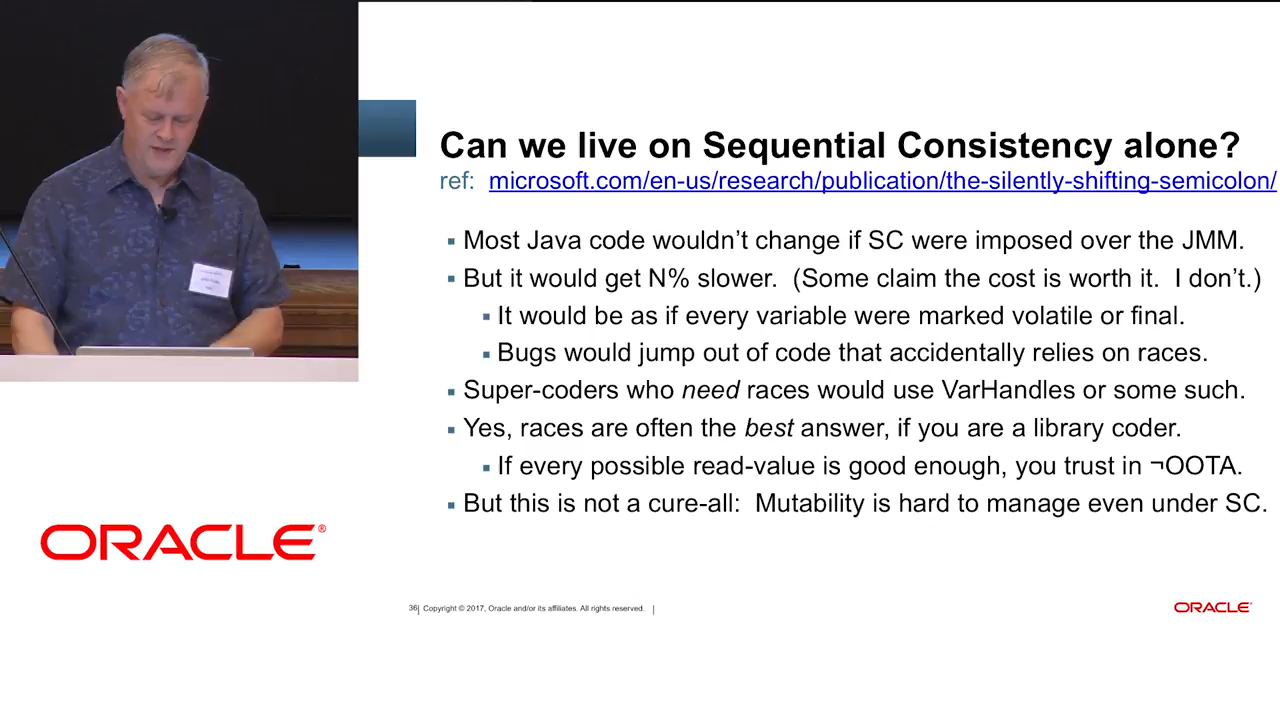 Can we live on Sequential Consistency alone?
ref: microsoft.com/en-us/research/publication/the-silently-shifting-semicolon/
▪ Most Java code wouldn’t change if SC were imposed over the JMM.
▪ But it would get N% slower. (Some claim the cost is worth it. I don’t.)
▪ It would be as if every variable were marked volatile or final.
▪ Bugs would jump out of code that accidentally relies on races.
▪ Super-coders who need races would use VarHandles or some such.
▪ Yes, races are often the best answer, if you are a library coder.
▪ If every possible read-value is good enough, you trust in ¬OOTA.
▪ But this is not a cure-all: Mutability is hard to manage even under SC.
ORACLE®
36| Copyright © 2017, Oracle and/or its affiliates. All rights reserved. |
ORACLE®